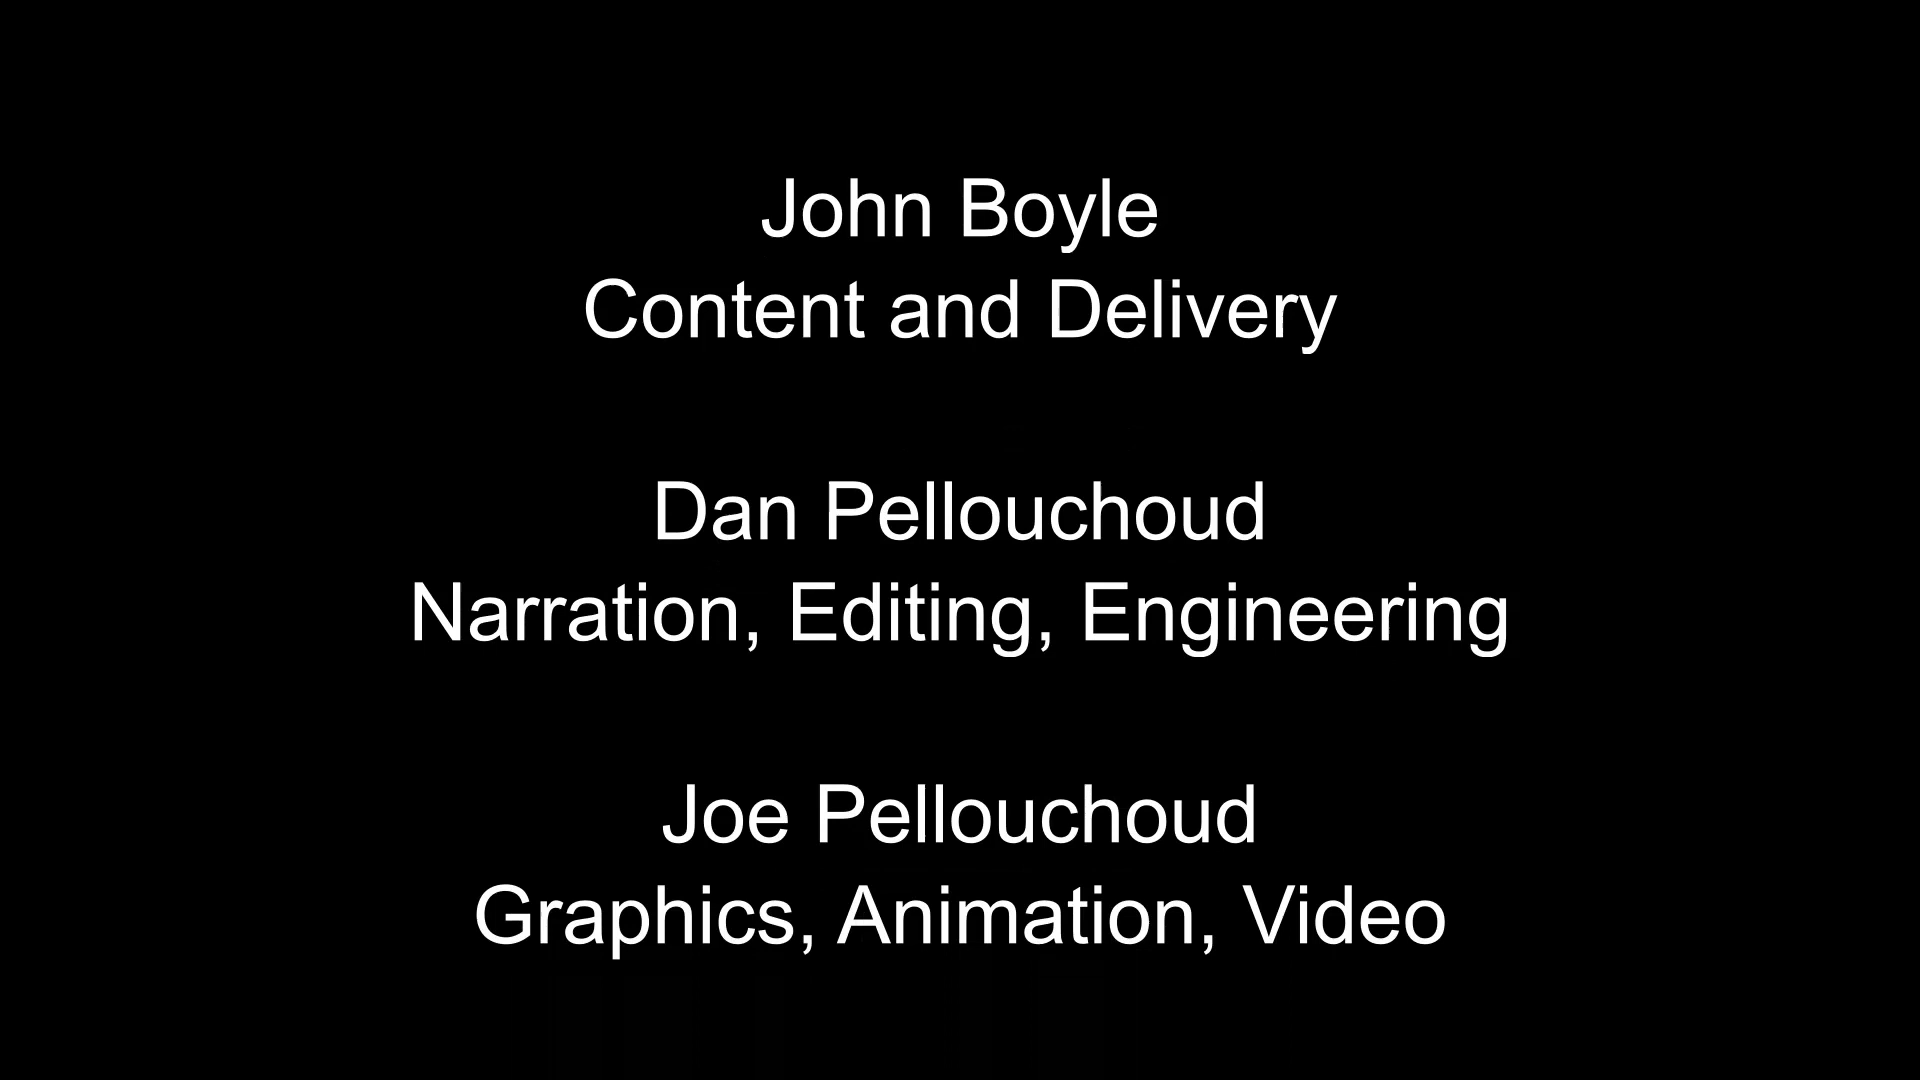 John Boyle
Content and Delivery
Dan Pellouchoud
Narration, Editing, Engineering
Joe Pellouchoud
Graphics, Animation, Video